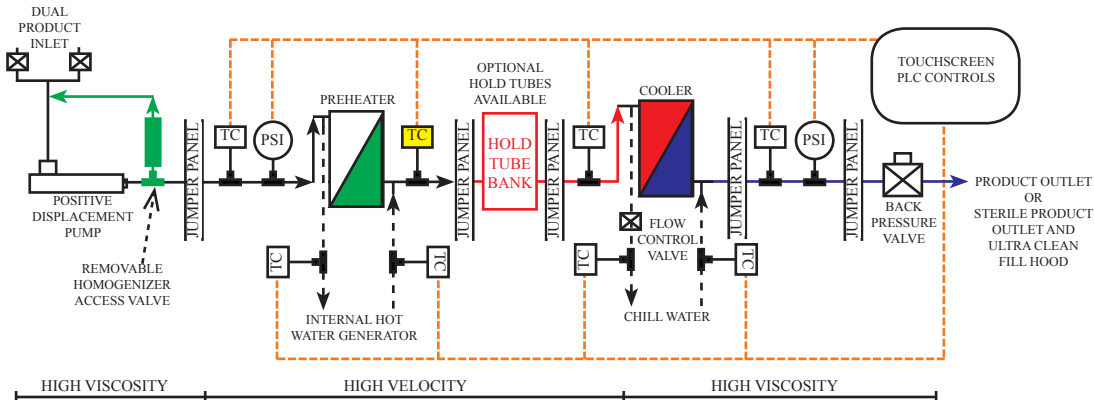 DUAL
PRODUCT
INLET
POSITIVE
DISPLACEMENT
PUMP
REMOVABLE
HOMOGENIZER
ACCESS VALVE
JUMPER PANEL
TC
PSI
PREHEATER
TC
TC
TC
INTERNAL HOT
WATER GENERATOR
JUMPER PANEL
OPTIONAL
HOLD TUBES
AVAILABLE
HOLD
TUBE
BANK
JUMPER PANEL
TC
COOLER
TC
FLOW
CONTROL
VALVE
TC
CHILL WATER
JUMPER PANEL
TC
PSI
JUMPER PANEL
BACK
PRESSURE
VALVE
TOUCHSCREEN
PLC CONTROLS
PRODUCT OUTLET
OR
STERILE PRODUCT
OUTLET AND
ULTRA CLEAN
FILL HOOD
HIGH VISCOSITY
HIGH VELOCITY
HIGH VISCOSITY